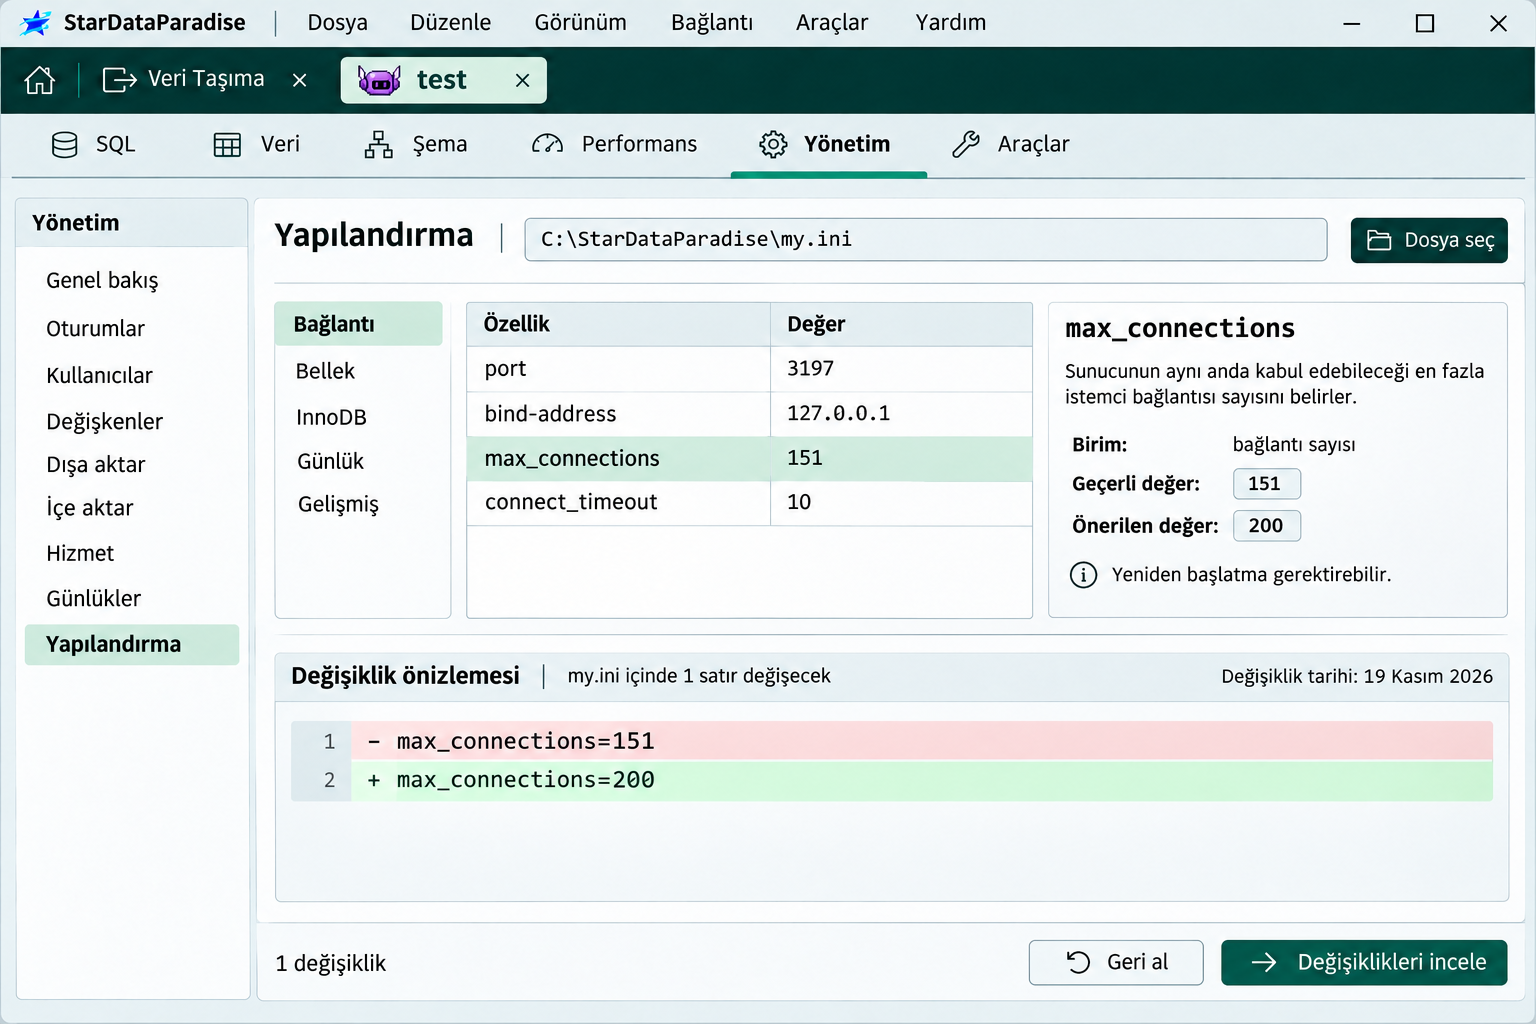 StarDataParadise
Dosya Düzenle Görünüm Bağlantı Araçlar Yardım
Veri Taşıma
test
SQL Veri Şema Performans Yönetim Araçlar
Yönetim
Genel bakış
Oturumlar
Kullanıcılar
Değişkenler
Dışa aktar
İçe aktar
Hizmet
Günlükler
Yapılandırma
Yapılandırma
C:\StarDataParadise\my.ini
Dosya seç
Bağlantı
Bellek
InnoDB
Günlük
Gelişmiş
Özellik Değer
port 3197
bind-address 127.0.0.1
max_connections 151
connect_timeout 10
max_connections
Sunucunun aynı anda kabul edebileceği en fazla
istemci bağlantısı sayısını belirler.
Birim: bağlantı sayısı
Geçerli değer: 151
Önerilen değer: 200
Yeniden başlatma gerektirebilir.
Değişiklik önizlemesi
my.ini içinde 1 satır değişecek
Değişiklik tarihi: 19 Kasım 2026
1 - max_connections=151
2 + max_connections=200
1 değişiklik
Geri al
Değişiklikleri incele